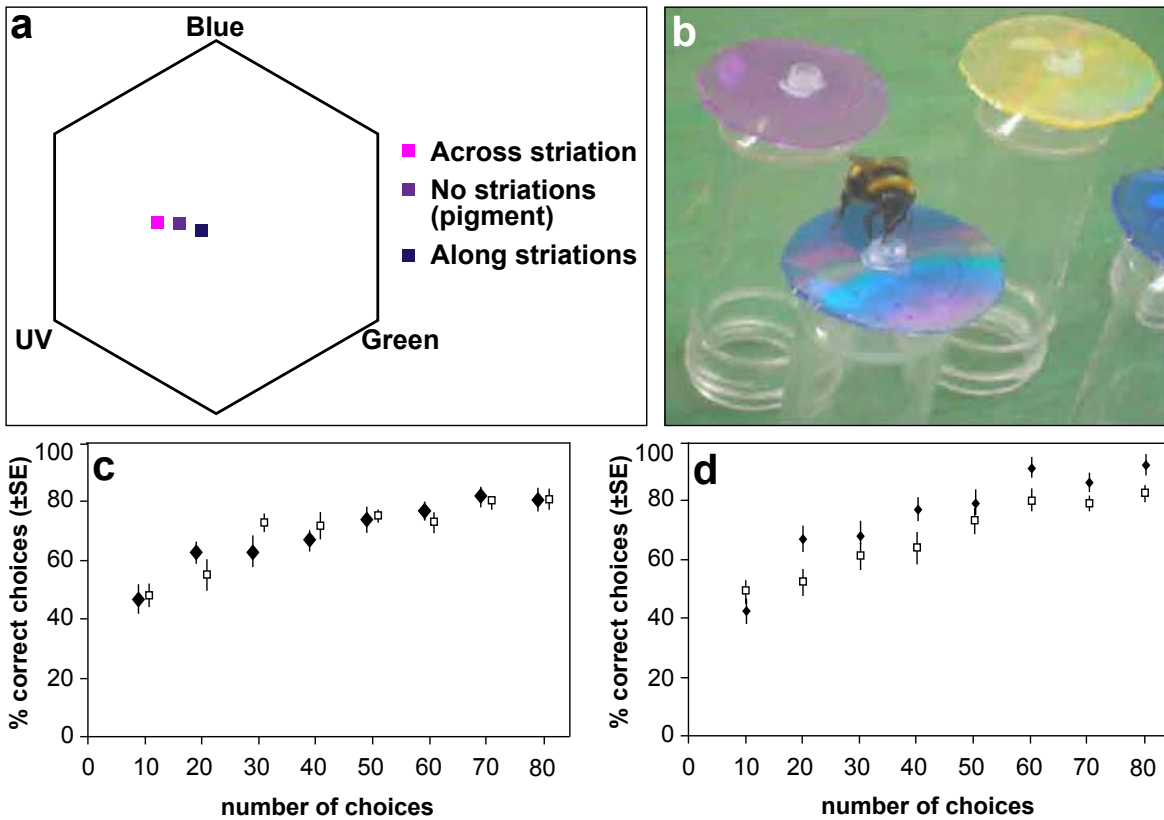 a
Blue
UV
Green
Across striation
No striations
(pigment)
Along striations
b
c
% correct choices (±SE)
100
80
60
40
20
0
0 10 20 30 40 50 60 70 80
number of choices
d
% correct choices (±SE)
100
80
60
40
20
0
0 10 20 30 40 50 60 70 80
number of choices